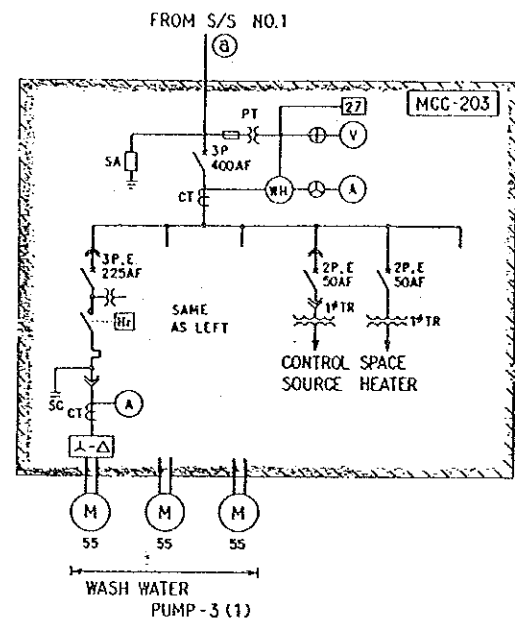 FROM S/S NO.1
a
MCC-203
27
PT
V
SA
3P
400AF
CT
WH
A
3P.E
225AF
2P.E
50AF
2P.E
50AF
Hr
SAME
AS LEFT
1φTR
1φTR
CONTROL
SOURCE
SPACE
HEATER
SC
CT
A
人-△
M
M
M
55
55
55
WASH WATER
PUMP-3(1)